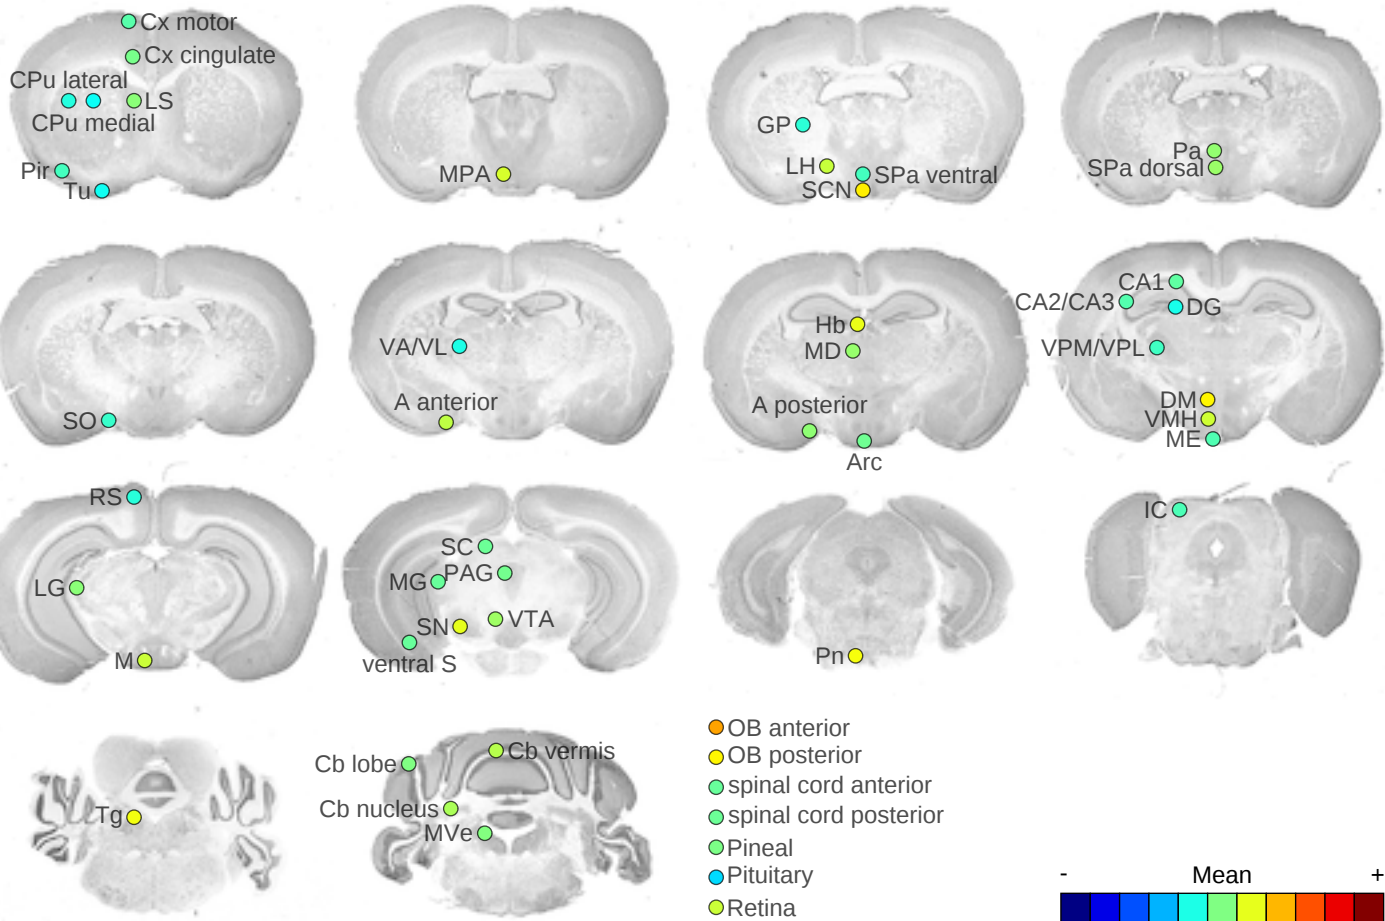 Cx motor
Cx cingulate
CPu lateral
LS
CPu medial
Pir
Tu
MPA
GP
LH
SPa ventral
SCN
Pa
SPa dorsal
SO
VA/VL
A anterior
Hb
MD
A posterior
Arc
CA1
CA2/CA3
DG
VPM/VPL
DM
VMH
ME
RS
LG
M
SC
PAG
MG
VTA
SN
ventral S
Pn
IC
Tg
Cb vermis
Cb lobe
Cb nucleus
MVe
OB anterior
OB posterior
spinal cord anterior
spinal cord posterior
Pineal
Pituitary
Retina
- Mean +